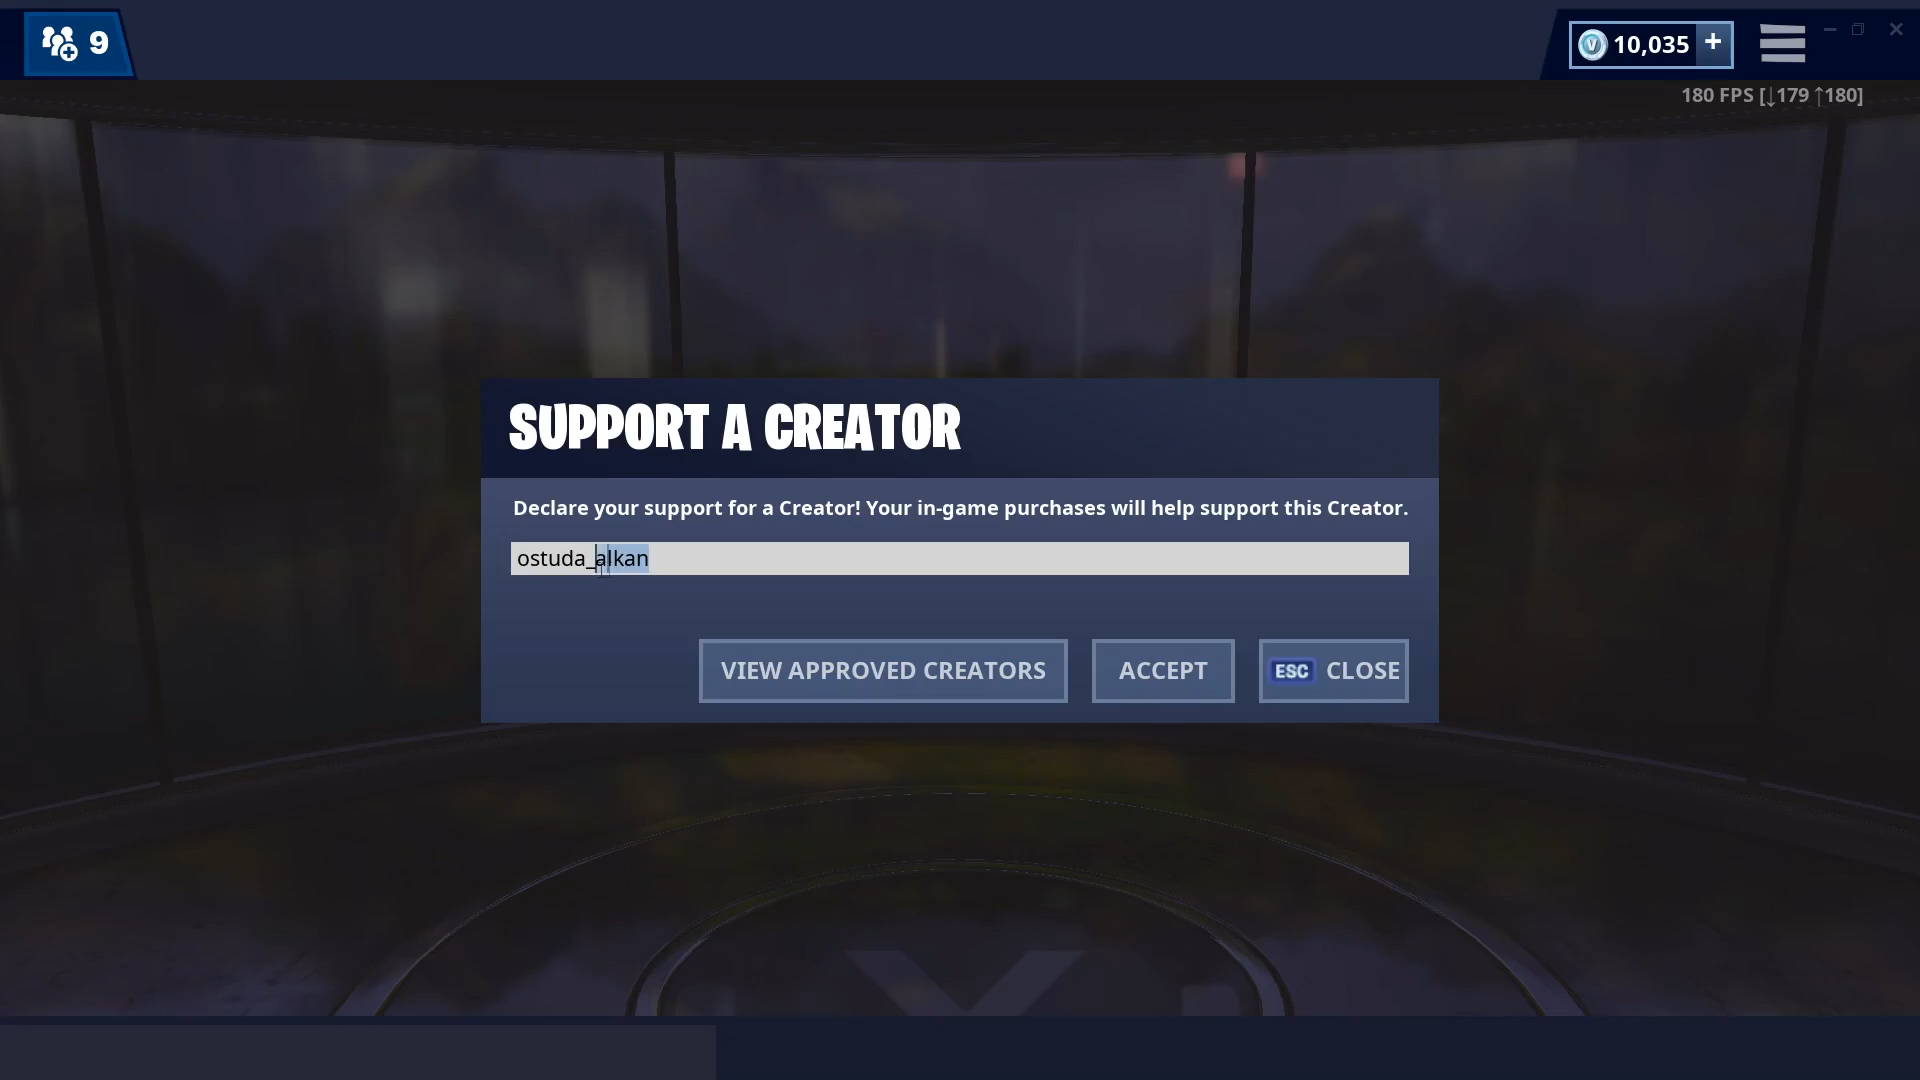 9
10,035 +
180 FPS [↓179 ↑180]
SUPPORT A CREATOR
Declare your support for a Creator! Your in-game purchases will help support this Creator.
ostuda_alkan
VIEW APPROVED CREATORS
ACCEPT
ESC CLOSE